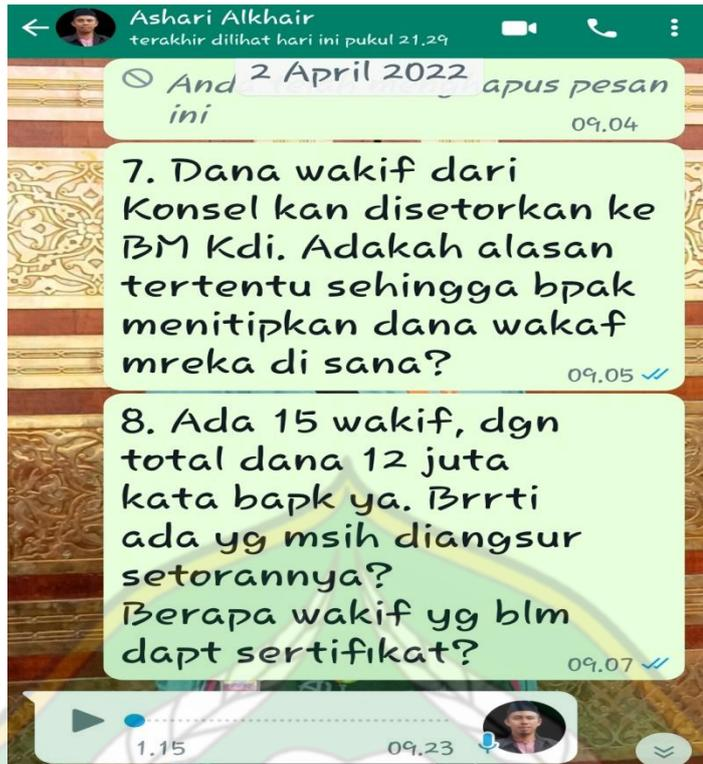 Ashari Alkhair
terakhir dilihat hari ini pukul 21.29
2 April 2022
Anda telah menghapus pesan
ini
09.04
7. Dana wakif dari
Konsel kan disetorkan ke
BM Kdi. Adakah alasan
tertentu sehingga bpak
menitipkan dana wakaf
mreka di sana?
09.05
8. Ada 15 wakif, dgn
total dana 12 juta
kata bapk ya. Brrti
ada yg msih diangsur
setorannya?
Berapa wakif yg blm
dapt sertifikat?
09.07
1.15
09.23